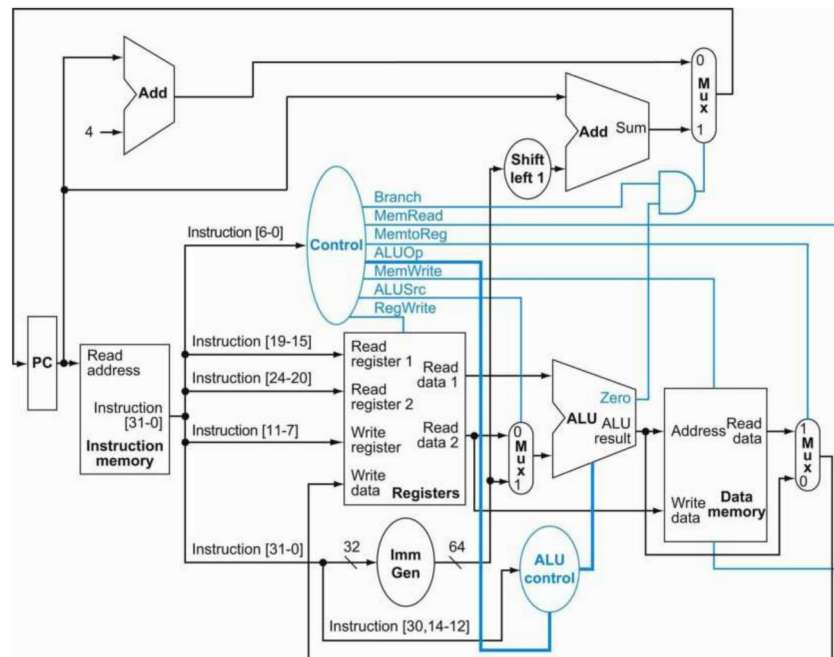 0
M
u
x
1
Add
4
Add Sum
Shift
left 1
Branch
MemRead
MemtoReg
ALUOp
MemWrite
ALUSrc
RegWrite
Control
Instruction [6-0]
PC
Read
address
Instruction
[31-0]
Instruction
memory
Instruction [19-15]
Instruction [24-20]
Instruction [11-7]
Instruction [31-0]
Read
register 1
Read
register 2
Write
register
Write
data
Read
data 1
Read
data 2
Registers
0
M
u
x
1
Zero
ALU
ALU
result
Address
Read
data
Write
data
Data
memory
1
M
u
x
0
32
Imm
Gen
64
ALU
control
Instruction [30,14-12]